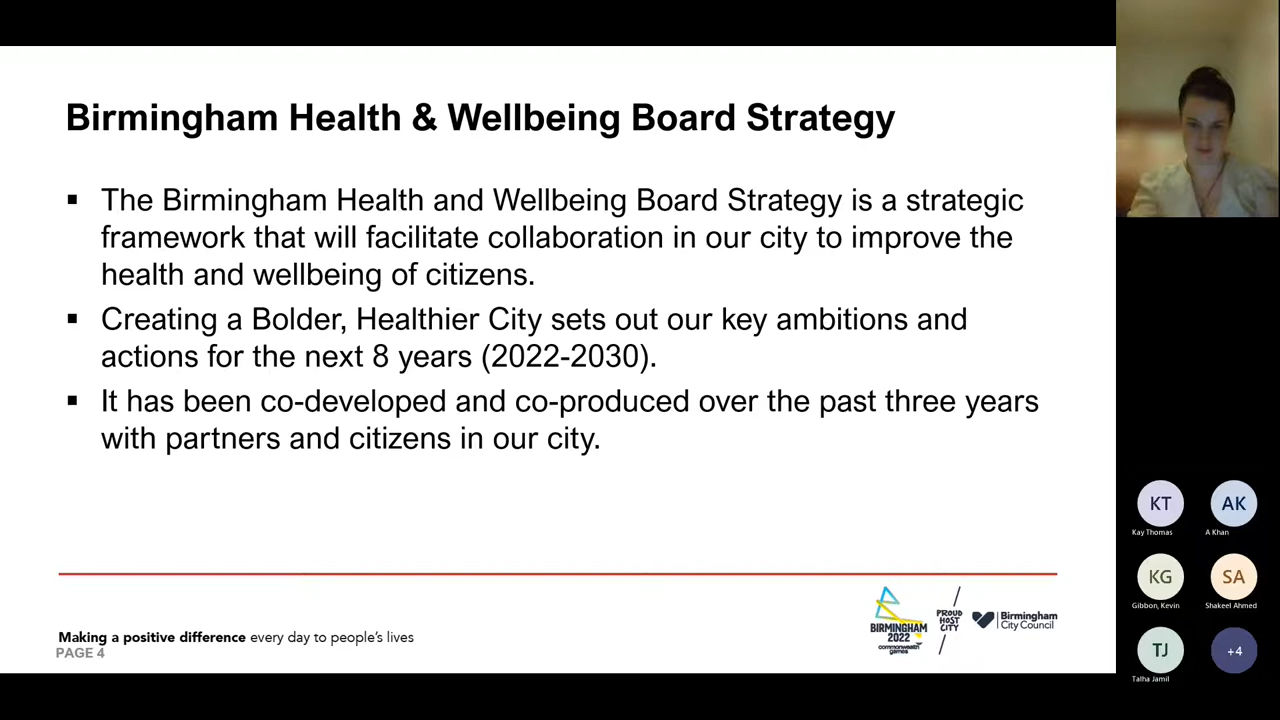 Birmingham Health & Wellbeing Board Strategy
▪ The Birmingham Health and Wellbeing Board Strategy is a strategic
framework that will facilitate collaboration in our city to improve the
health and wellbeing of citizens.
▪ Creating a Bolder, Healthier City sets out our key ambitions and
actions for the next 8 years (2022-2030).
▪ It has been co-developed and co-produced over the past three years
with partners and citizens in our city.
Making a positive difference every day to people's lives
PAGE 4
BIRMINGHAM
2022
commonwealth
games
PROUD
HOST
CITY
Birmingham
City Council
KT
AK
Kay Thomas
A Khan
KG
SA
Gibbon, Kevin
Shakeel Ahmed
TJ
+4
Talha Jamil